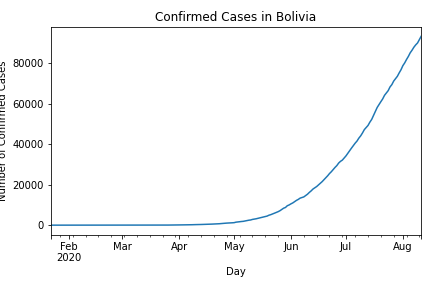 Confirmed Cases in Bolivia
Number of Confirmed Cases
80000
60000
40000
20000
0
Feb Mar Apr May Jun Jul Aug
2020
Day